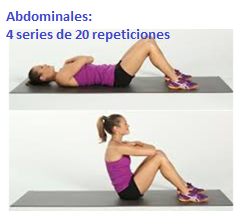 Abdominales:
4 series de 20 repeticiones